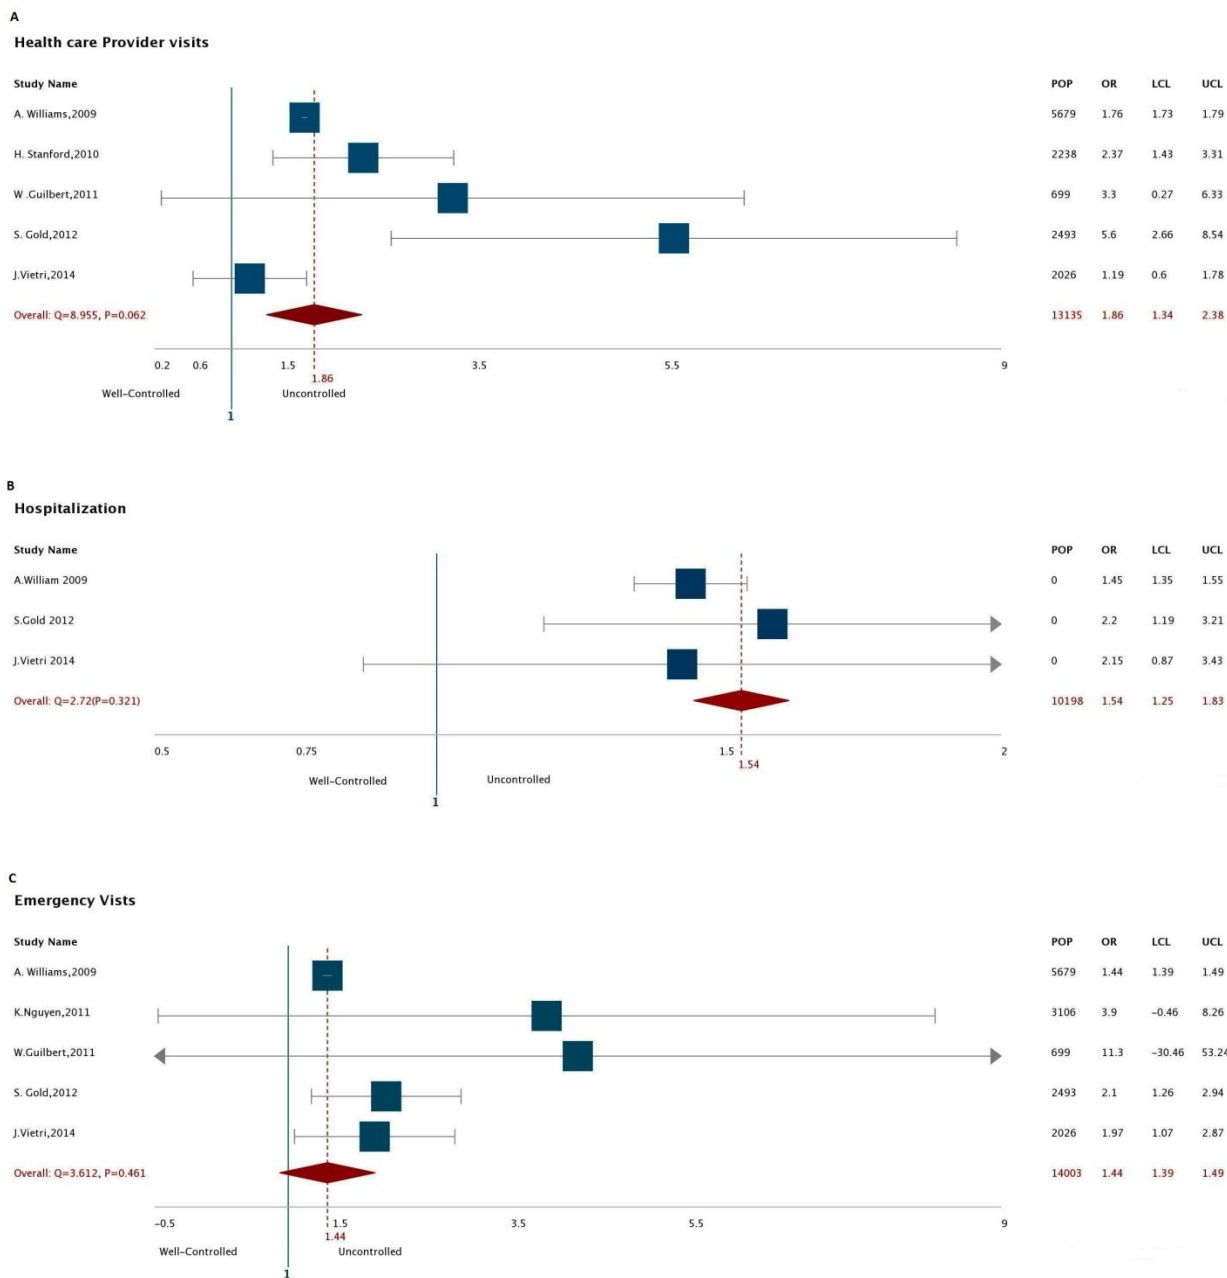 A
Health care Provider visits
Study Name POP OR LCL UCL
A. Williams,2009 5679 1.76 1.73 1.79
H. Stanford,2010 2238 2.37 1.43 3.31
W .Guilbert,2011 699 3.3 0.27 6.33
S. Gold,2012 2493 5.6 2.66 8.54
J.Vietri,2014 2026 1.19 0.6 1.78
Overall: Q=8.955, P=0.062 13135 1.86 1.34 2.38
0.2 0.6 1.5 3.5 5.5 9
1.86
Well-Controlled Uncontrolled
1
B
Hospitalization
Study Name POP OR LCL UCL
A.William 2009 0 1.45 1.35 1.55
S.Gold 2012 0 2.2 1.19 3.21
J.Vietri 2014 0 2.15 0.87 3.43
Overall: Q=2.72(P=0.321) 10198 1.54 1.25 1.83
0.5 0.75 1.5 2
1.54
Well-Controlled Uncontrolled
1
C
Emergency Vists
Study Name POP OR LCL UCL
A. Williams,2009 5679 1.44 1.39 1.49
K.Nguyen,2011 3106 3.9 -0.46 8.26
W.Guilbert,2011 699 11.3 -30.46 53.24
S. Gold,2012 2493 2.1 1.26 2.94
J.Vietri,2014 2026 1.97 1.07 2.87
Overall: Q=3.612, P=0.461 14003 1.44 1.39 1.49
-0.5 1.5 3.5 5.5 9
1.44
Well-Controlled Uncontrolled
1